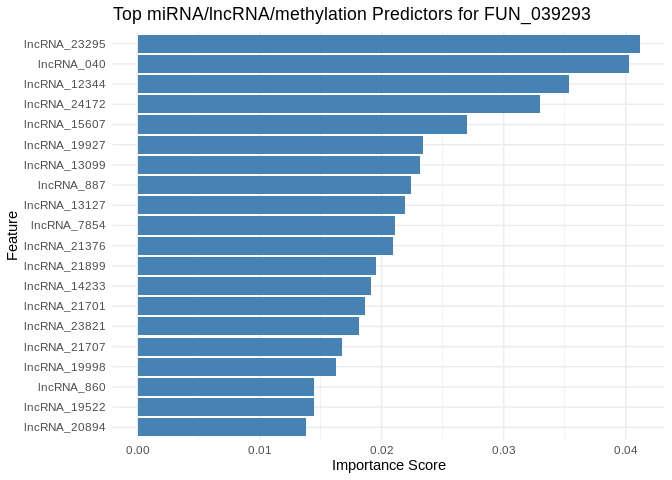 Top miRNA/lncRNA/methylation Predictors for FUN_039293
Feature
lncRNA_23295
lncRNA_040
lncRNA_12344
lncRNA_24172
lncRNA_15607
lncRNA_19927
lncRNA_13099
lncRNA_887
lncRNA_13127
lncRNA_7854
lncRNA_21376
lncRNA_21899
lncRNA_14233
lncRNA_21701
lncRNA_23821
lncRNA_21707
lncRNA_19998
lncRNA_860
lncRNA_19522
lncRNA_20894
0.00 0.01 0.02 0.03 0.04
Importance Score